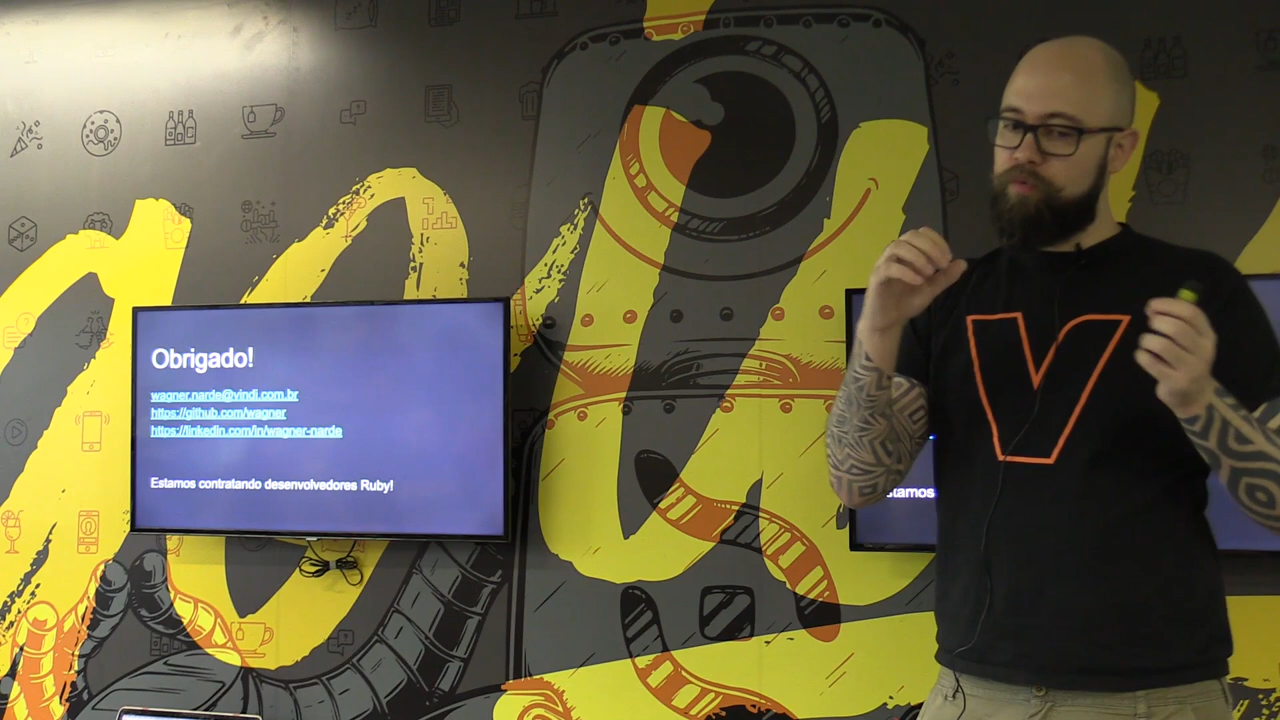 Obrigado!
wagner.narde@vindi.com.br
https://github.com/wagner
https://linkedin.com/in/wagner-narde
Estamos contratando desenvolvedores Ruby!
stamos
V